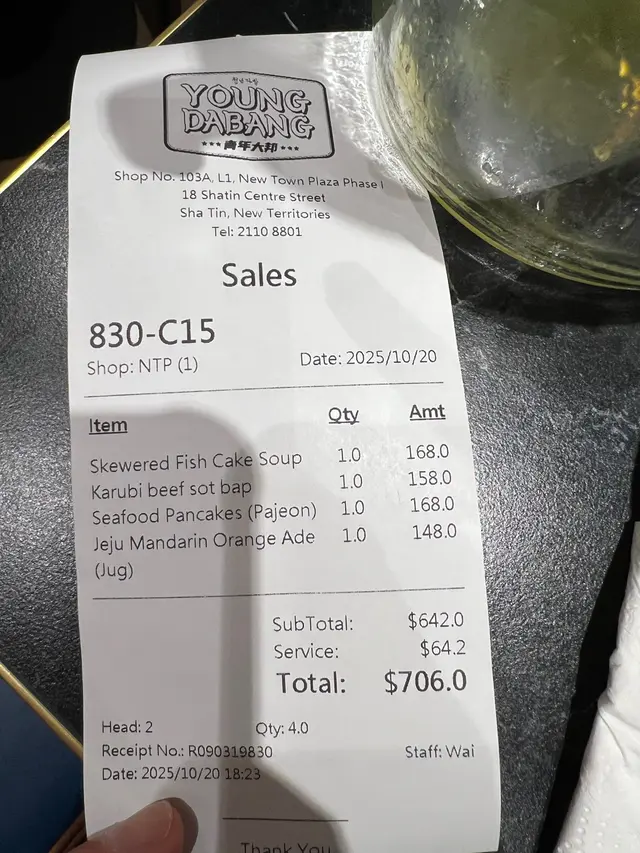 청년다방
YOUNG
DABANG
青年大邦
Shop No. 103A, L1, New Town Plaza Phase I
18 Shatin Centre Street
Sha Tin, New Territories
Tel: 2110 8801
Sales
830-C15
Shop: NTP (1) Date: 2025/10/20
Item Qty Amt
Skewered Fish Cake Soup 1.0 168.0
Karubi beef sot bap 1.0 158.0
Seafood Pancakes (Pajeon) 1.0 168.0
Jeju Mandarin Orange Ade 1.0 148.0
(Jug)
SubTotal: $642.0
Service: $64.2
Total: $706.0
Head: 2 Qty: 4.0
Receipt No.: R090319830 Staff: Wai
Date: 2025/10/20 18:23
Thank You